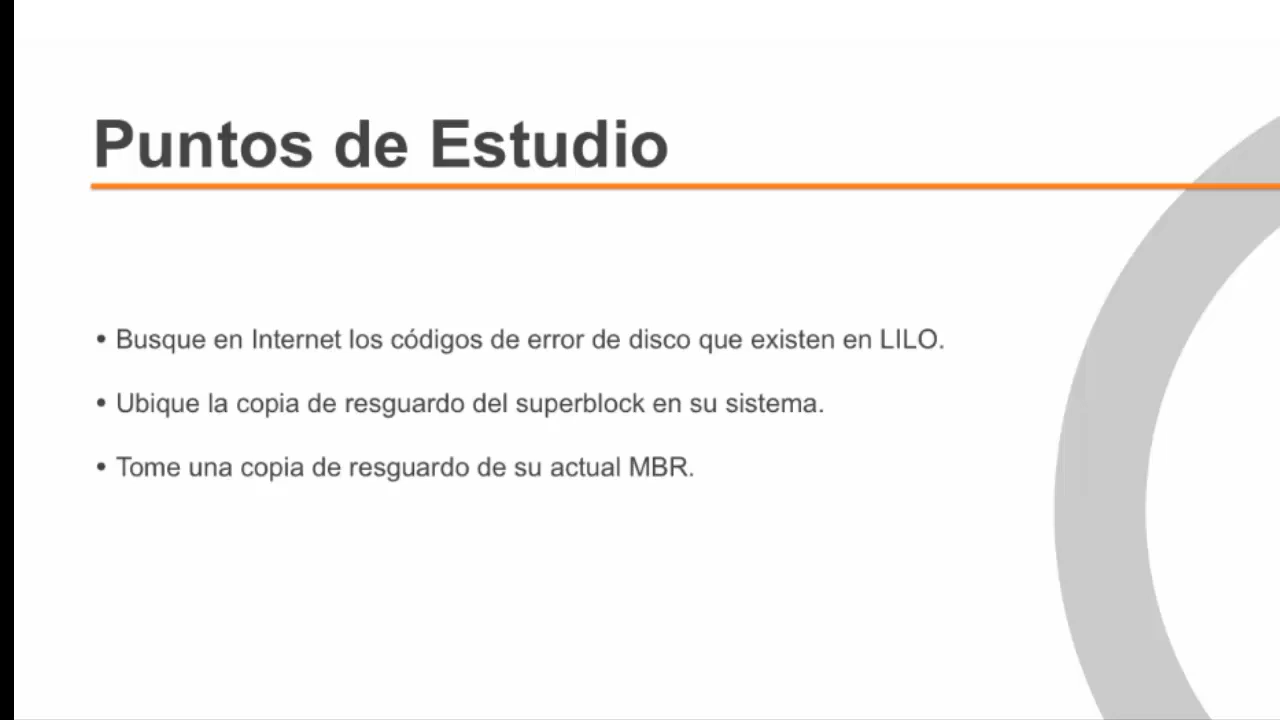 Puntos de Estudio
• Busque en Internet los códigos de error de disco que existen en LILO.
• Ubique la copia de resguardo del superblock en su sistema.
• Tome una copia de resguardo de su actual MBR.